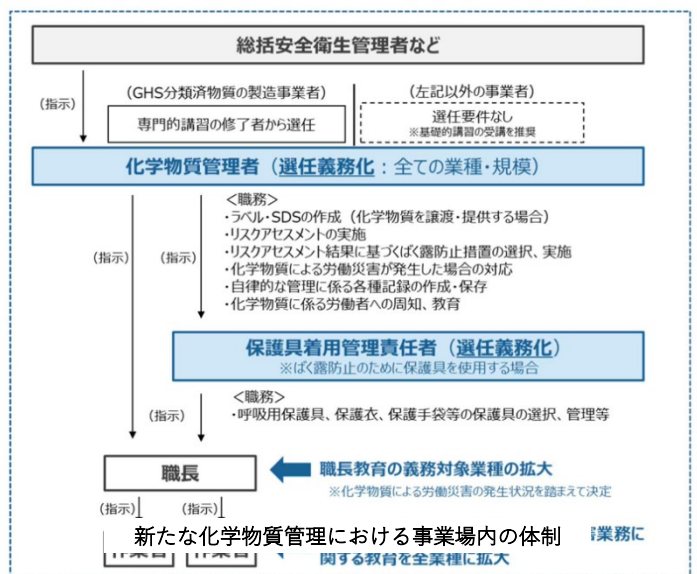 総括安全衛生管理者など
(指示)
(GHS分類済物質の製造事業者)
(左記以外の事業者)
専門的講習の修了者から選任
選任要件なし
※基礎的講習の受講を推奨
化学物質管理者（選任義務化：全ての業種・規模）
＜職務＞
・ラベル・SDSの作成（化学物質を譲渡・提供する場合）
・リスクアセスメントの実施
・リスクアセスメント結果に基づくばく露防止措置の選択、実施
・化学物質による労働災害が発生した場合の対応
・自律的な管理に係る各種記録の作成・保存
・化学物質に係る労働者への周知、教育
(指示)
(指示)
保護具着用管理責任者（選任義務化）
※ばく露防止のために保護具を使用する場合
＜職務＞
・呼吸用保護具、保護衣、保護手袋等の保護具の選択、管理等
(指示)
職長
職長教育の義務対象業種の拡大
※化学物質による労働災害の発生状況を踏まえて決定
(指示)
(指示)
新たな化学物質管理における事業場内の体制
害業務に
関する教育を全業種に拡大